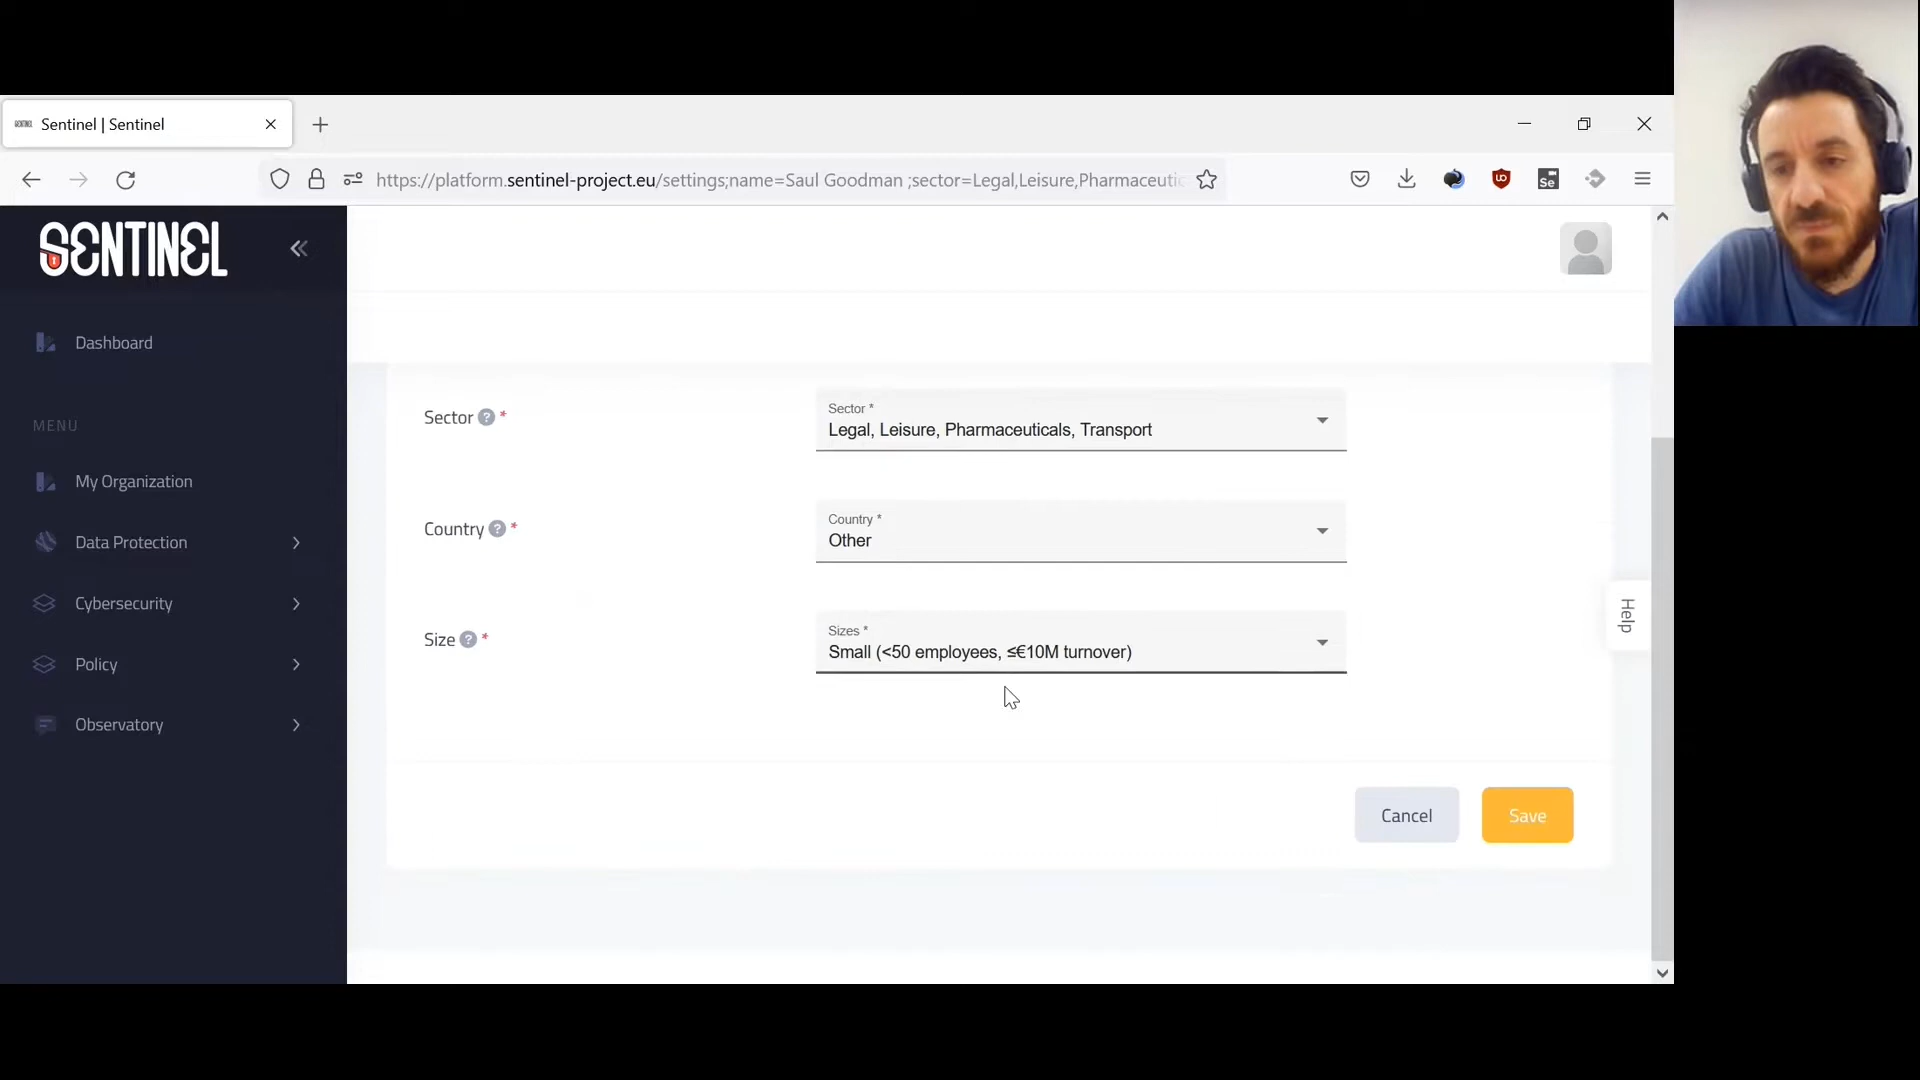 Sentinel | Sentinel
https://platform.sentinel-project.eu/settings;name=Saul Goodman ;sector=Legal,Leisure,Pharmaceutic
SENTINEL
Dashboard
MENU
My Organization
Data Protection
Cybersecurity
Policy
Observatory
Sector ? *
Sector *
Legal, Leisure, Pharmaceuticals, Transport
Country ? *
Country *
Other
Size ? *
Sizes *
Small (<50 employees, ≤€10M turnover)
Help
Cancel
Save
Se